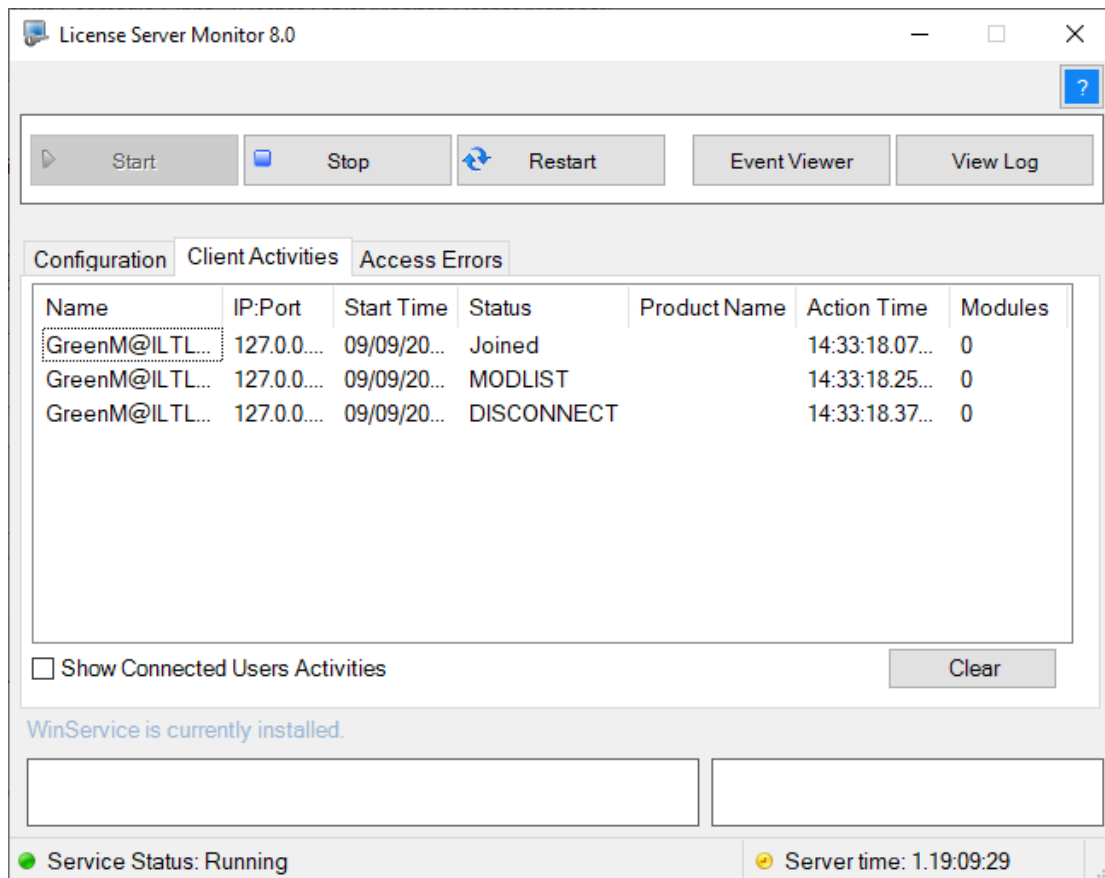 License Server Monitor 8.0
?
Start Stop Restart Event Viewer View Log
Configuration Client Activities Access Errors
Name IP:Port Start Time Status Product Name Action Time Modules
GreenM@ILTL... 127.0.0.... 09/09/20... Joined 14:33:18.07... 0
GreenM@ILTL... 127.0.0.... 09/09/20... MODLIST 14:33:18.25... 0
GreenM@ILTL... 127.0.0.... 09/09/20... DISCONNECT 14:33:18.37... 0
Show Connected Users Activities Clear
WinService is currently installed.
Service Status: Running Server time: 1.19:09:29